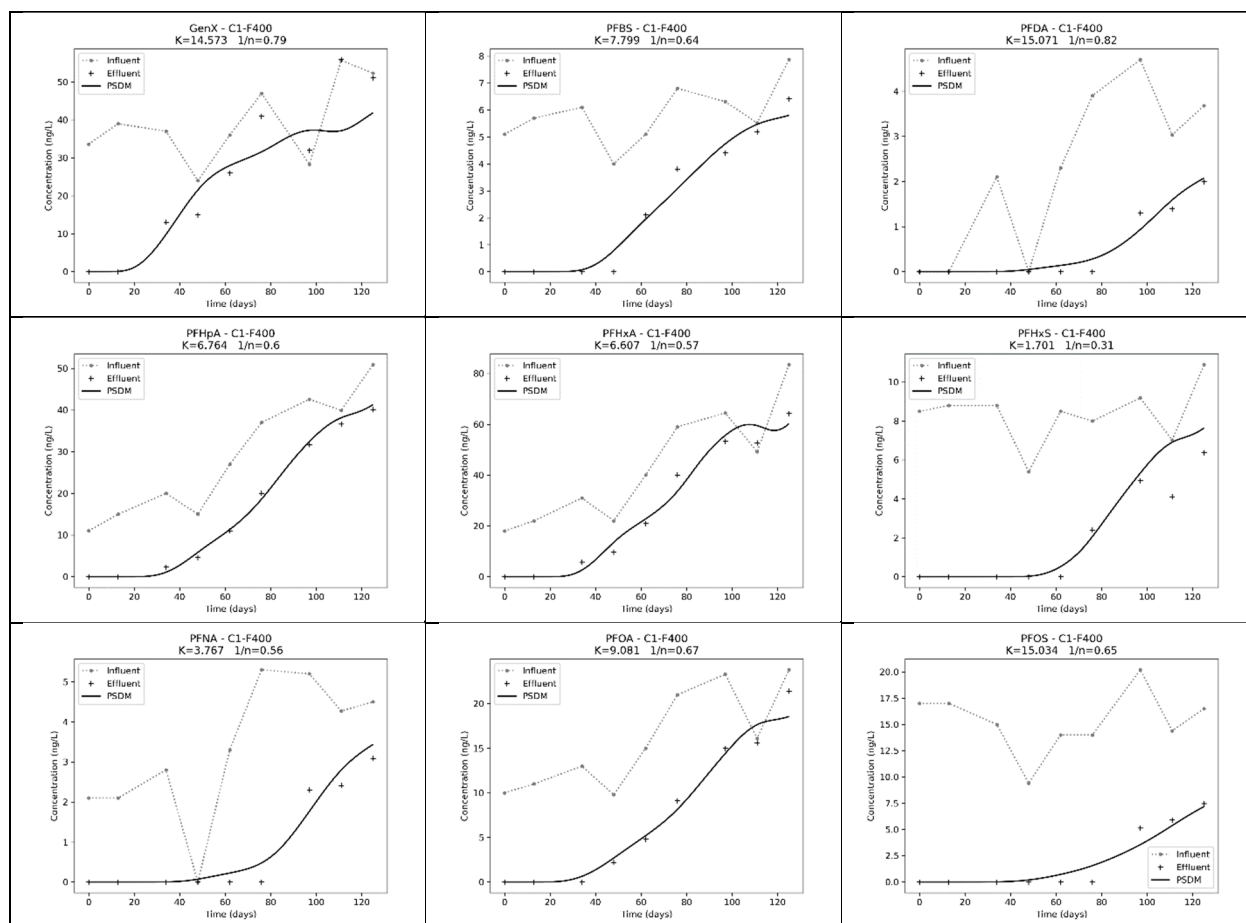 GenX - C1-F400
K=14.573 1/n=0.79
Influent
Effluent
PSDM
Concentration (ng/L)
50
40
30
20
10
0
0 20 40 60 80 100 120
Time (days)
PFBS - C1-F400
K=7.799 1/n=0.64
Influent
Effluent
PSDM
Concentration (ng/L)
8
7
6
5
4
3
2
1
0
0 20 40 60 80 100 120
Time (days)
PFDA - C1-F400
K=15.071 1/n=0.82
Influent
Effluent
PSDM
Concentration (ng/L)
4
3
2
1
0
0 20 40 60 80 100 120
Time (days)
PFHpA - C1-F400
K=6.764 1/n=0.6
Influent
Effluent
PSDM
Concentration (ng/L)
50
40
30
20
10
0
0 20 40 60 80 100 120
Time (days)
PFHxA - C1-F400
K=6.607 1/n=0.57
Influent
Effluent
PSDM
Concentration (ng/L)
80
60
40
20
0
0 20 40 60 80 100 120
Time (days)
PFHxS - C1-F400
K=1.701 1/n=0.31
Influent
Effluent
PSDM
Concentration (ng/L)
10
8
6
4
2
0
0 20 40 60 80 100 120
Time (days)
PFNA - C1-F400
K=3.767 1/n=0.56
Influent
Effluent
PSDM
Concentration (ng/L)
5
4
3
2
1
0
0 20 40 60 80 100 120
Time (days)
PFOA - C1-F400
K=9.081 1/n=0.67
Influent
Effluent
PSDM
Concentration (ng/L)
20
15
10
5
0
0 20 40 60 80 100 120
Time (days)
PFOS - C1-F400
K=15.034 1/n=0.65
Concentration (ng/L)
20.0
17.5
15.0
12.5
10.0
7.5
5.0
2.5
0.0
Influent
Effluent
PSDM
0 20 40 60 80 100 120
Time (days)